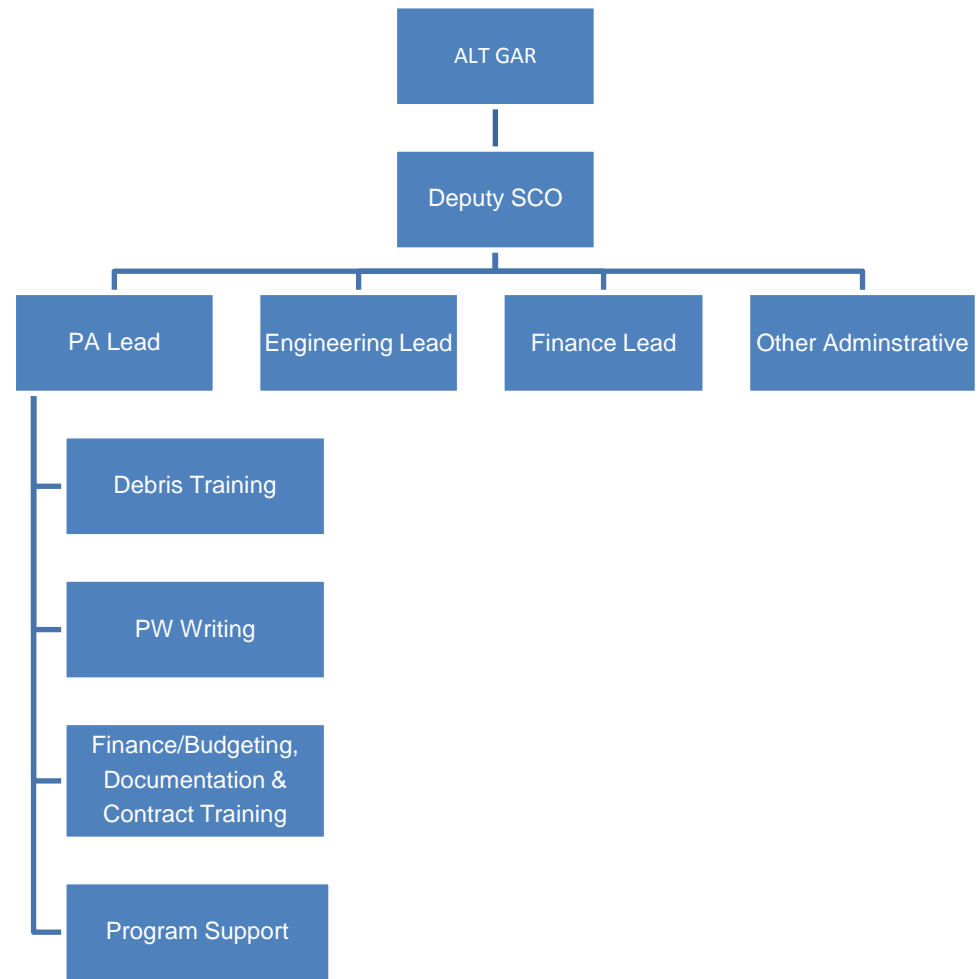 ALT GAR
Deputy SCO
PA Lead
Engineering Lead
Finance Lead
Other Adminstrative
Debris Training
PW Writing
Finance/Budgeting,
Documentation &
Contract Training
Program Support